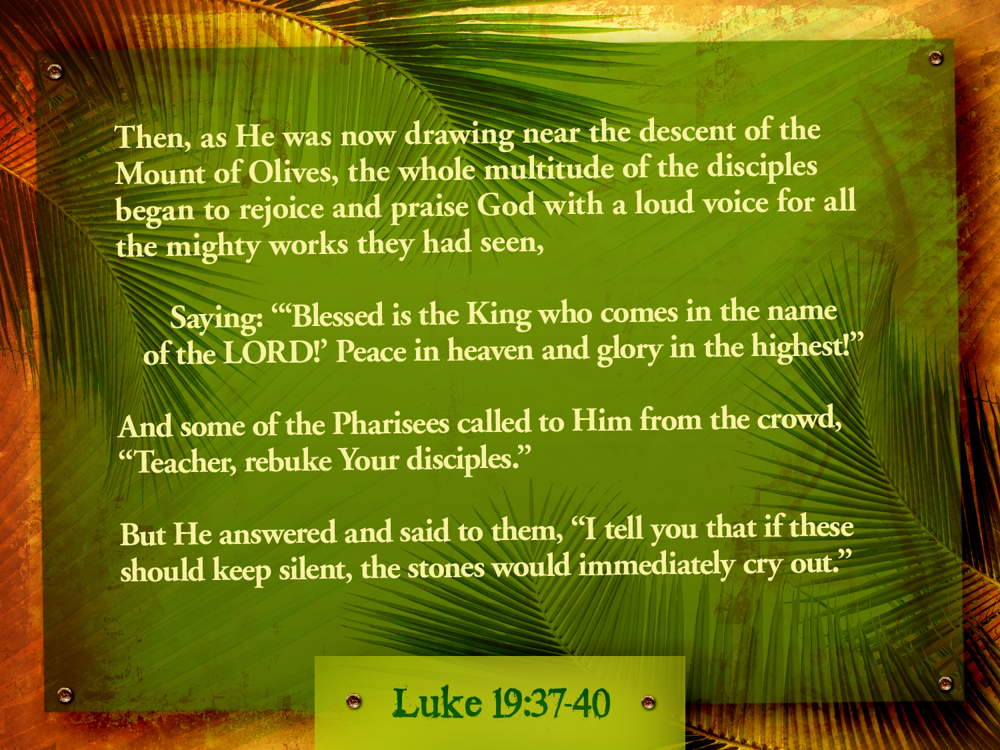 Then, as He was now drawing near the descent of the
Mount of Olives, the whole multitude of the disciples
began to rejoice and praise God with a loud voice for all
the mighty works they had seen,
Saying: “‘Blessed is the King who comes in the name
of the LORD!’ Peace in heaven and glory in the highest!”
And some of the Pharisees called to Him from the crowd,
“Teacher, rebuke Your disciples.”
But He answered and said to them, “I tell you that if these
should keep silent, the stones would immediately cry out.”
Luke 19:37-40